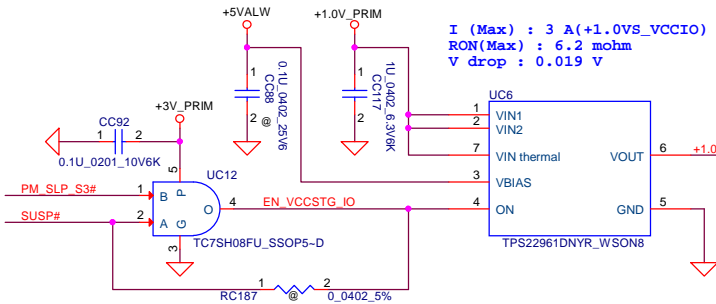 +5VALW
+1.0V_PRIM
I (Max) : 3 A(+1.0VS_VCCIO)
RON(Max) : 6.2 mohm
V drop : 0.019 V
1
2
@
0.1U_0402_25V6
CC88
1
2
1U_0402_6.3V6K
CC117
+3V_PRIM
CC92
1
2
0.1U_0201_10V6K
UC6
1
VIN1
2
VIN2
7
VIN thermal
VOUT
6
+1.0
3
VBIAS
4
ON
GND
5
TPS22961DNYR_WSON8
5
UC12
PM_SLP_S3#
1
B
P
SUSP#
2
A
G
O
4
EN_VCCSTG_IO
3
TC7SH08FU_SSOP5~D
RC187
1
@
2
0_0402_5%